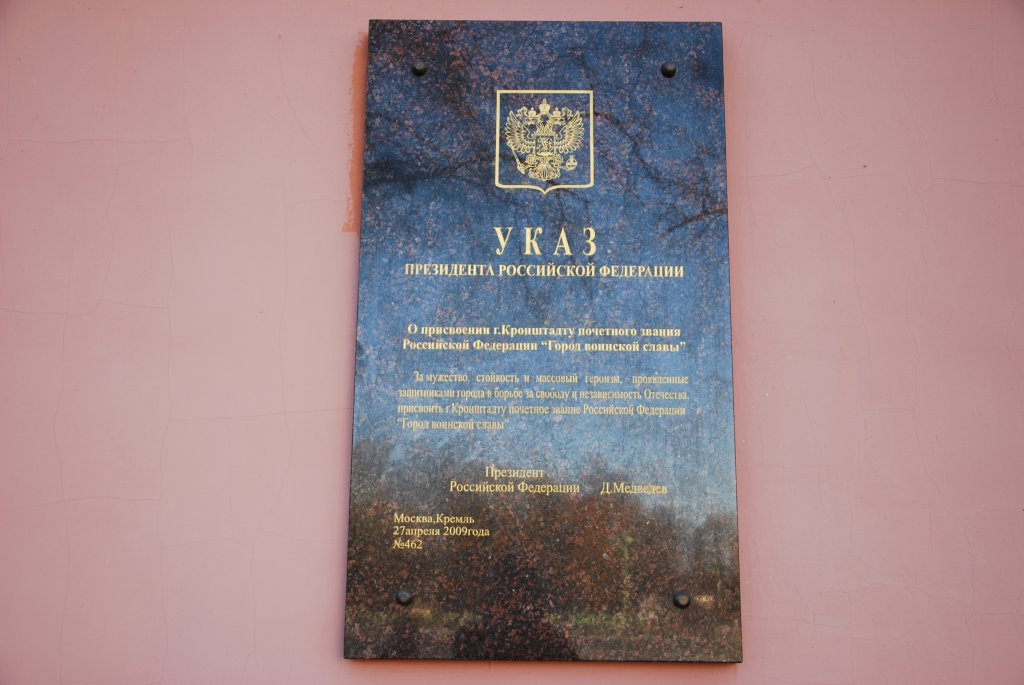 УКАЗ
ПРЕЗИДЕНТА РОССИЙСКОЙ ФЕДЕРАЦИИ
О присвоении г.Кронштадту почетного звания
Российской Федерации “Город воинской славы”
За мужество, стойкость и массовый героизм, проявленные
защитниками города в борьбе за свободу и независимость Отечества,
присвоить г.Кронштадту почетное звание Российской Федерации
“Город воинской славы”
Президент
Российской Федерации Д.Медведев
Москва,Кремль
27апреля 2009года
№462